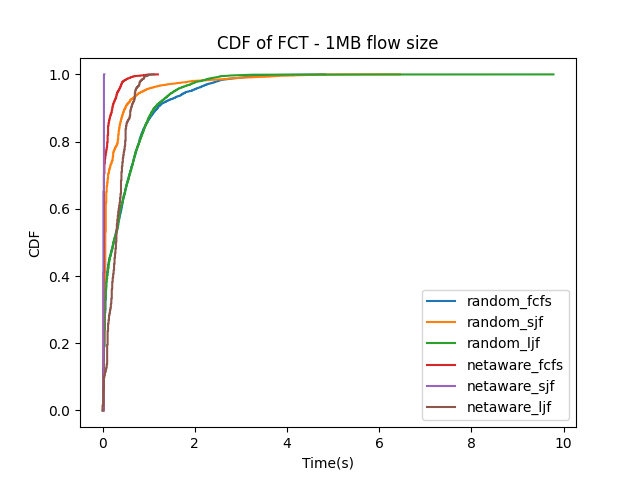 CDF of FCT - 1MB flow size
CDF
1.0
0.8
0.6
0.4
0.2
0.0
0
2
4
6
8
10
Time(s)
random_fcfs
random_sjf
random_ljf
netaware_fcfs
netaware_sjf
netaware_ljf